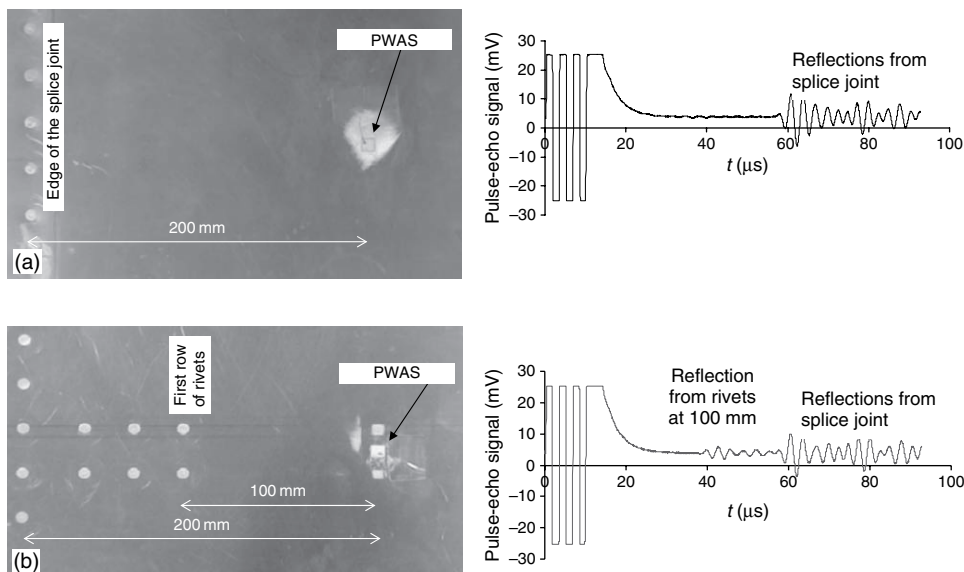 Edge of the splice joint
PWAS
200 mm
(a)
Pulse-echo signal (mV)
30
20
10
0
–10
–20
–30
0
20
40
60
80
100
t (μs)
Reflections from
splice joint
First row
of rivets
PWAS
100 mm
200 mm
(b)
Pulse-echo signal (mV)
30
20
10
0
–10
–20
–30
0
20
40
60
80
100
t (μs)
Reflection
from rivets
at 100 mm
Reflections from
splice joint